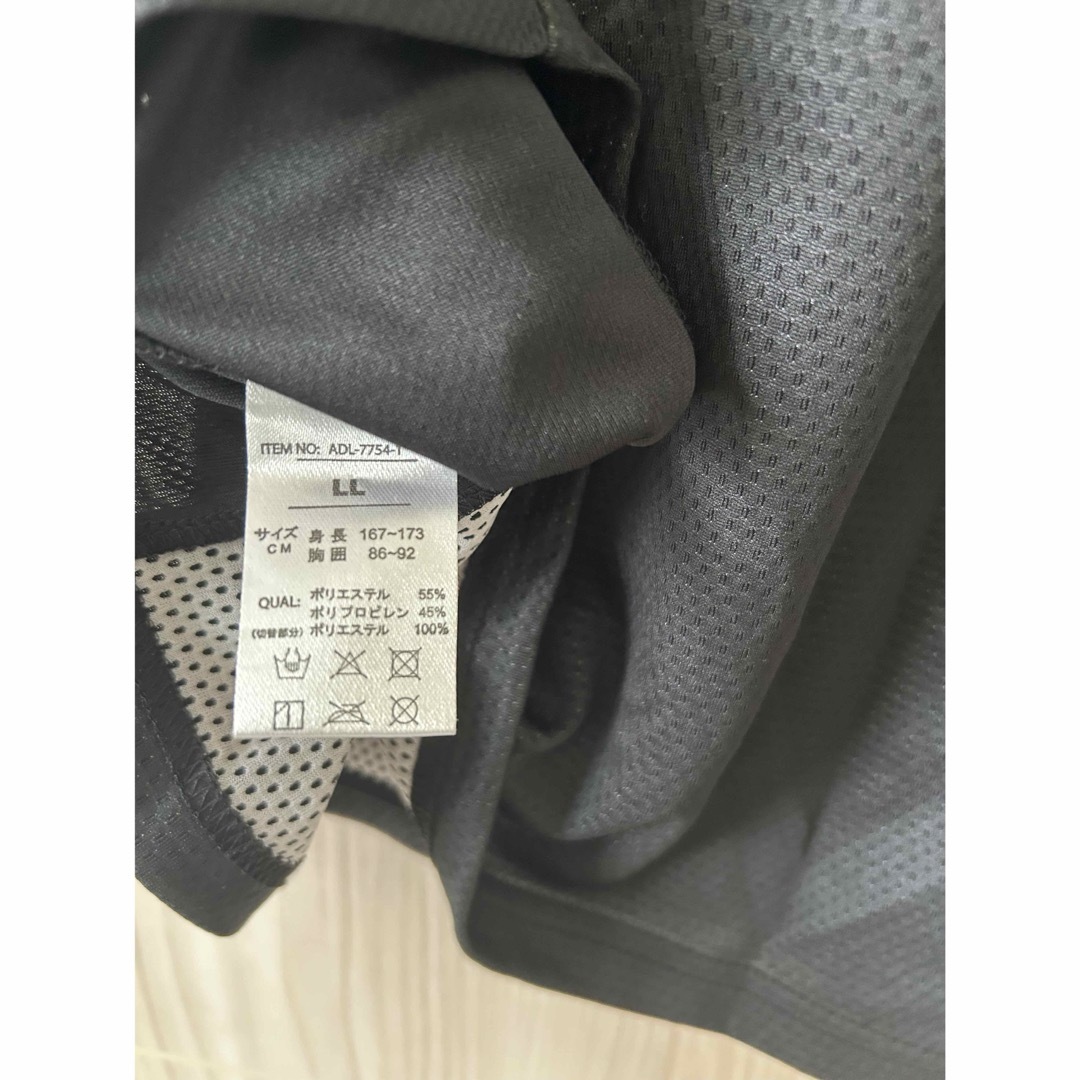 ITEM NO: ADL-7754-1
LL
サイズ 身長 167~173
CM 胸囲 86~92
QUAL: ポリエステル 55%
ポリプロピレン 45%
(切替部分) ポリエステル 100%